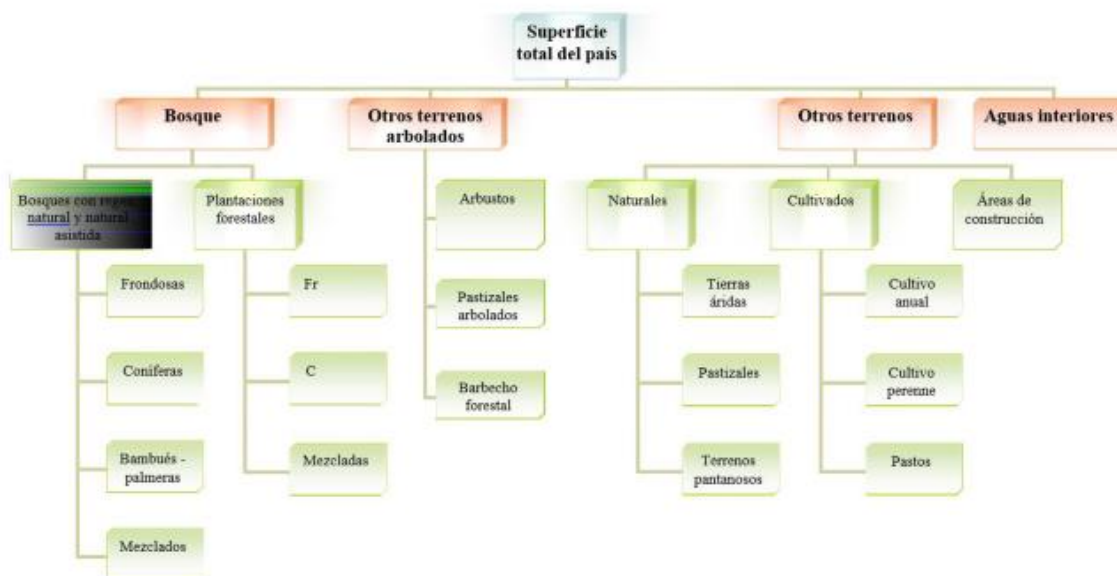 Superficie
total del país
Bosque
Otros terrenos
arbolados
Otros terrenos
Aguas interiores
Bosques con
natural y natural
asistida
Plantaciones
forestales
Arbustos
Naturales
Cultivados
Áreas de
construcción
Frondosas
Fr
Pastizales
arbolados
Tierras
áridas
Cultivo
anual
Coníferas
C
Barbecho
forestal
Pastizales
Cultivo
perenne
Bambués -
palmeras
Mezcladas
Terrenos
pantanosos
Pastos
Mezclados